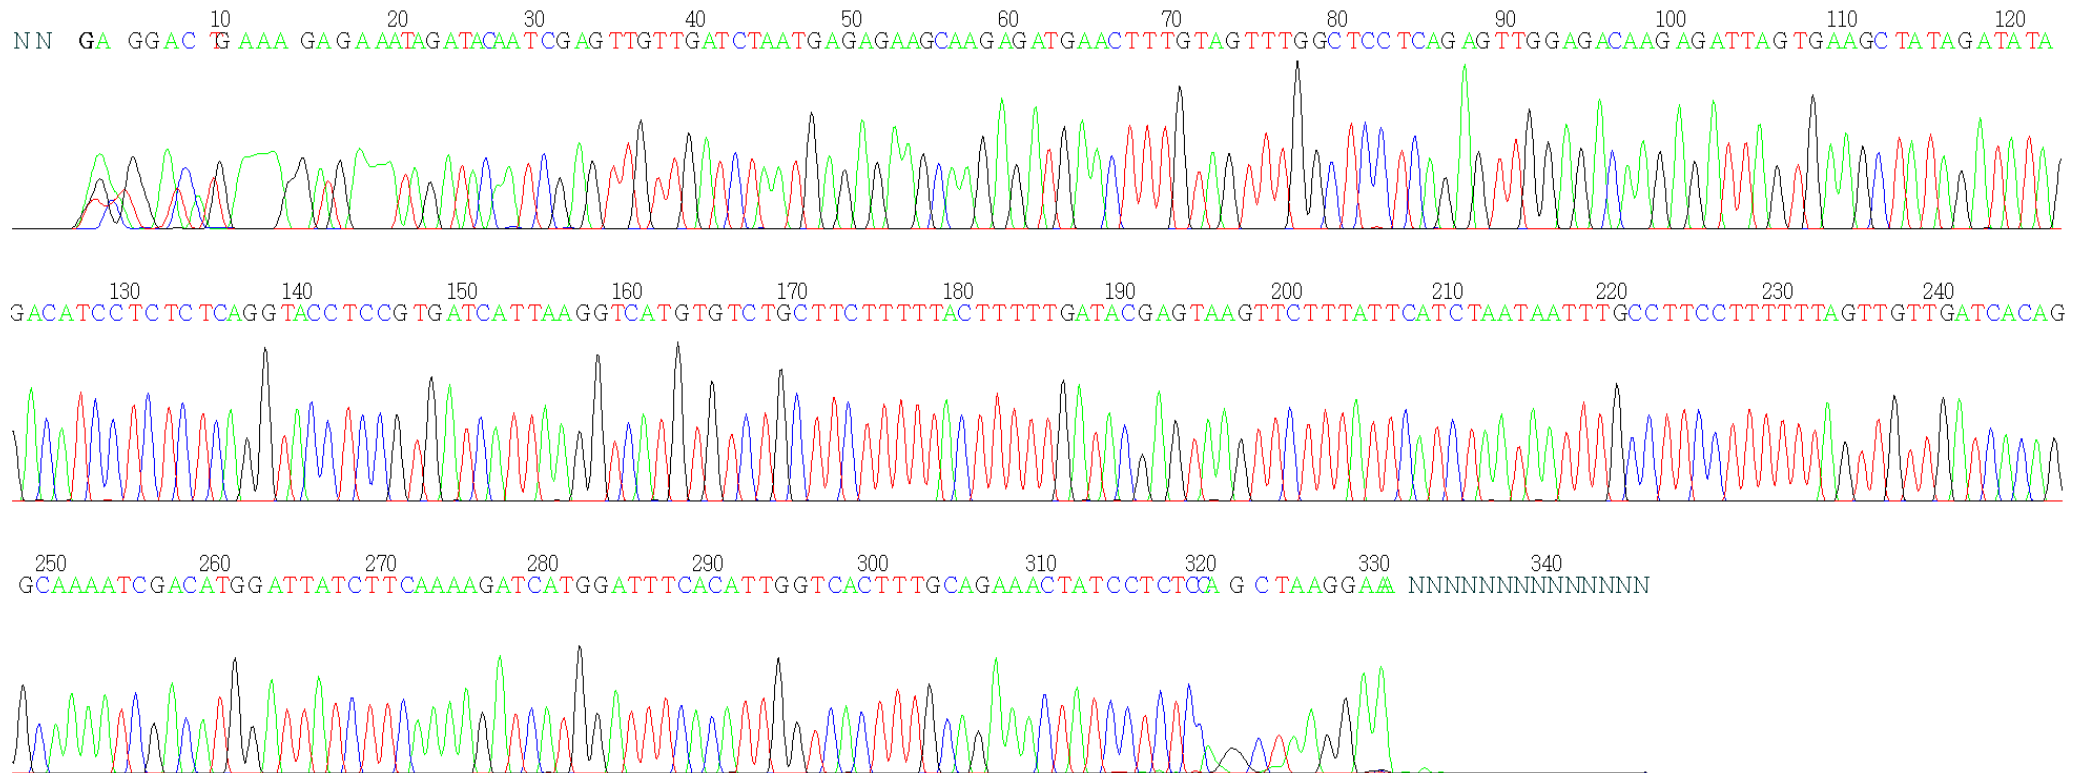 10 20 30 40 50 60 70 80 90 100 110 120
NN GA GGAC TG AAA GAGAAATAGATACAATCGAGTTGTTGATCTAATGAGAGAAGCAAGAGATGAACTTTGTAGTTTGGCTCCTCAGAGTTGGAGACAAGAGATTAGTGAAGCTATAGATATA
130 140 150 160 170 180 190 200 210 220 230 240
GACATCCTCTCTCAGGTACCTCCGTGATCATTAAGGTCATGTGTCTGCTTCTTTTTACTTTTTGATACGAGTAAGTTCTTTATTCATCTAATAATTTGCCTTCCTTTTTTAGTTGTTGATCACAG
250 260 270 280 290 300 310 320 330 340
GCAAAATCGACATGGATTATCTTCAAAAGATCATGGATTTCACATTGGTCACTTTGCAGAAACTATCCTCTCCA G CTAAGGAAA NNNNNNNNNNNNNN